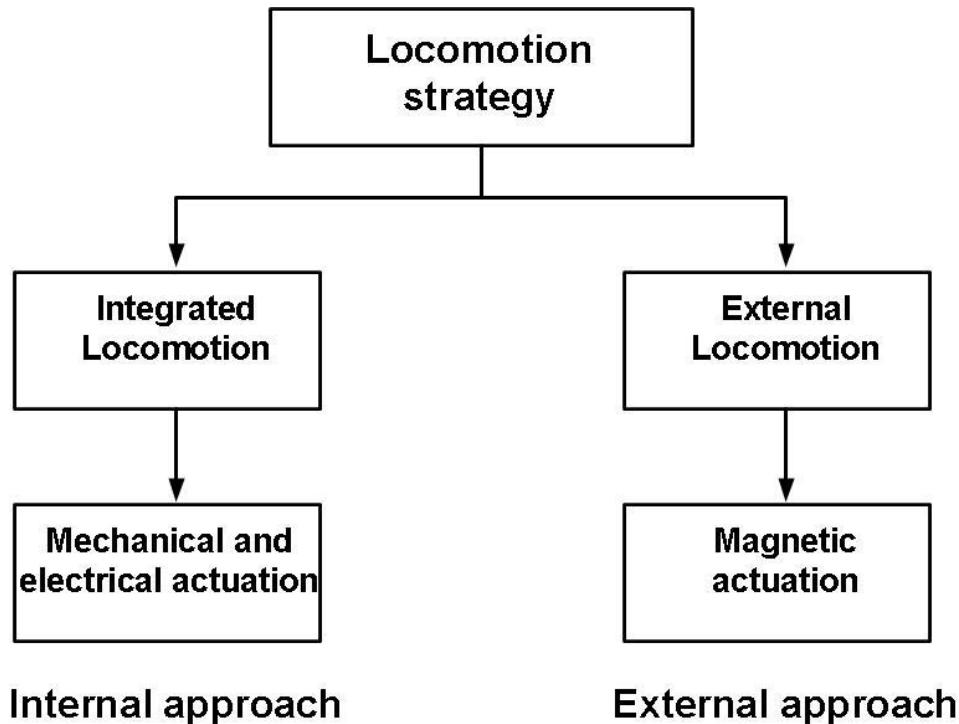 Locomotion
strategy
Integrated
Locomotion
External
Locomotion
Mechanical and
electrical actuation
Magnetic
actuation
Internal approach
External approach